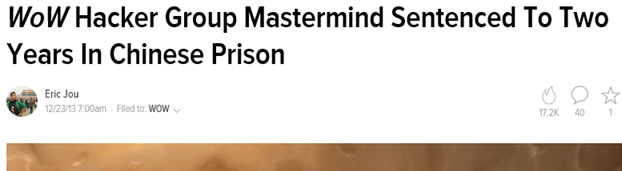 WoW Hacker Group Mastermind Sentenced To Two
Years In Chinese Prison
Eric Jou
12/23/13 7:00am · Filed to: WOW
17.2K 40 1